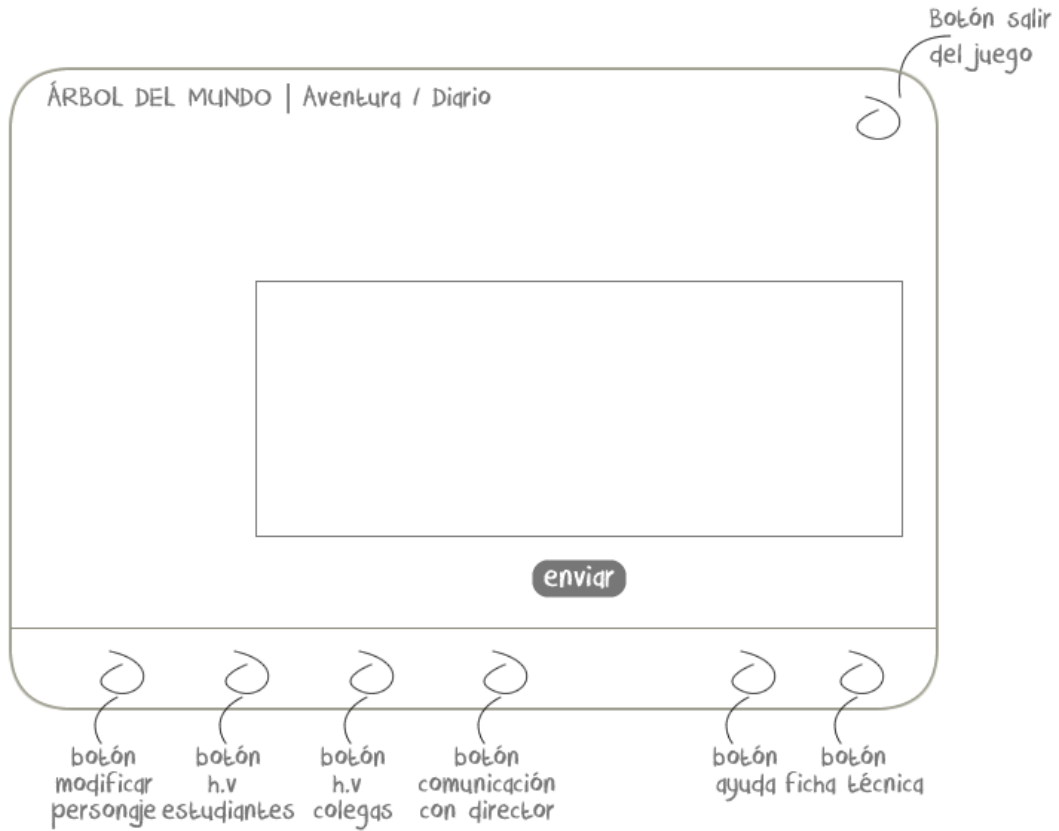 Botón salir
del juego
ÁRBOL DEL MUNDO | Aventura / Diario
enviar
botón
modificar
personaje
botón
h.v
estudiantes
botón
h.v
colegas
botón
comunicación
con director
botón
ayuda
botón
ficha técnica